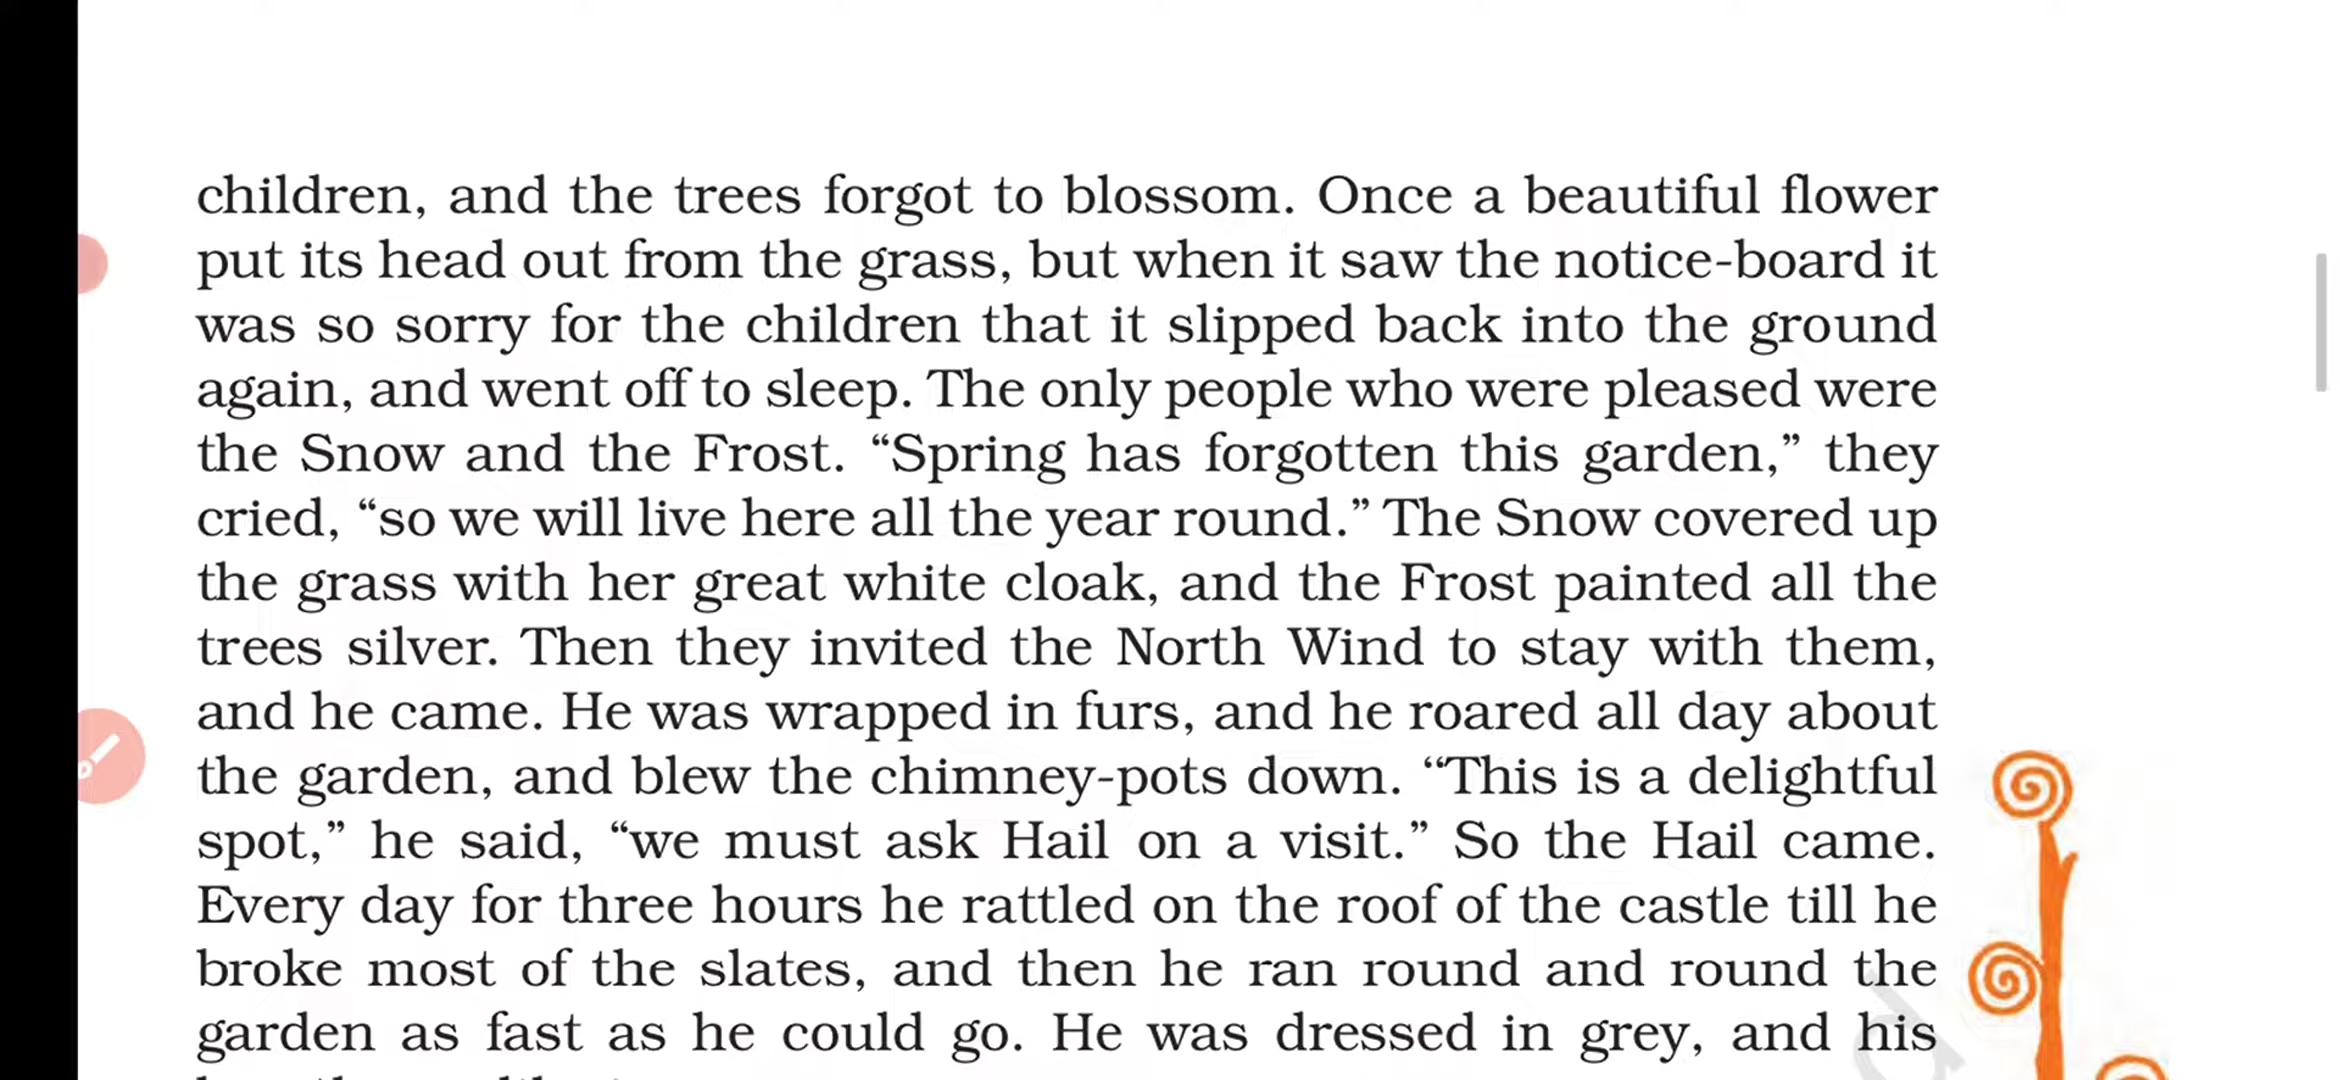 children, and the trees forgot to blossom. Once a beautiful flower
put its head out from the grass, but when it saw the notice-board it
was so sorry for the children that it slipped back into the ground
again, and went off to sleep. The only people who were pleased were
the Snow and the Frost. “Spring has forgotten this garden,” they
cried, “so we will live here all the year round.” The Snow covered up
the grass with her great white cloak, and the Frost painted all the
trees silver. Then they invited the North Wind to stay with them,
and he came. He was wrapped in furs, and he roared all day about
the garden, and blew the chimney-pots down. “This is a delightful
spot,” he said, “we must ask Hail on a visit.” So the Hail came.
Every day for three hours he rattled on the roof of the castle till he
broke most of the slates, and then he ran round and round the
garden as fast as he could go. He was dressed in grey, and his